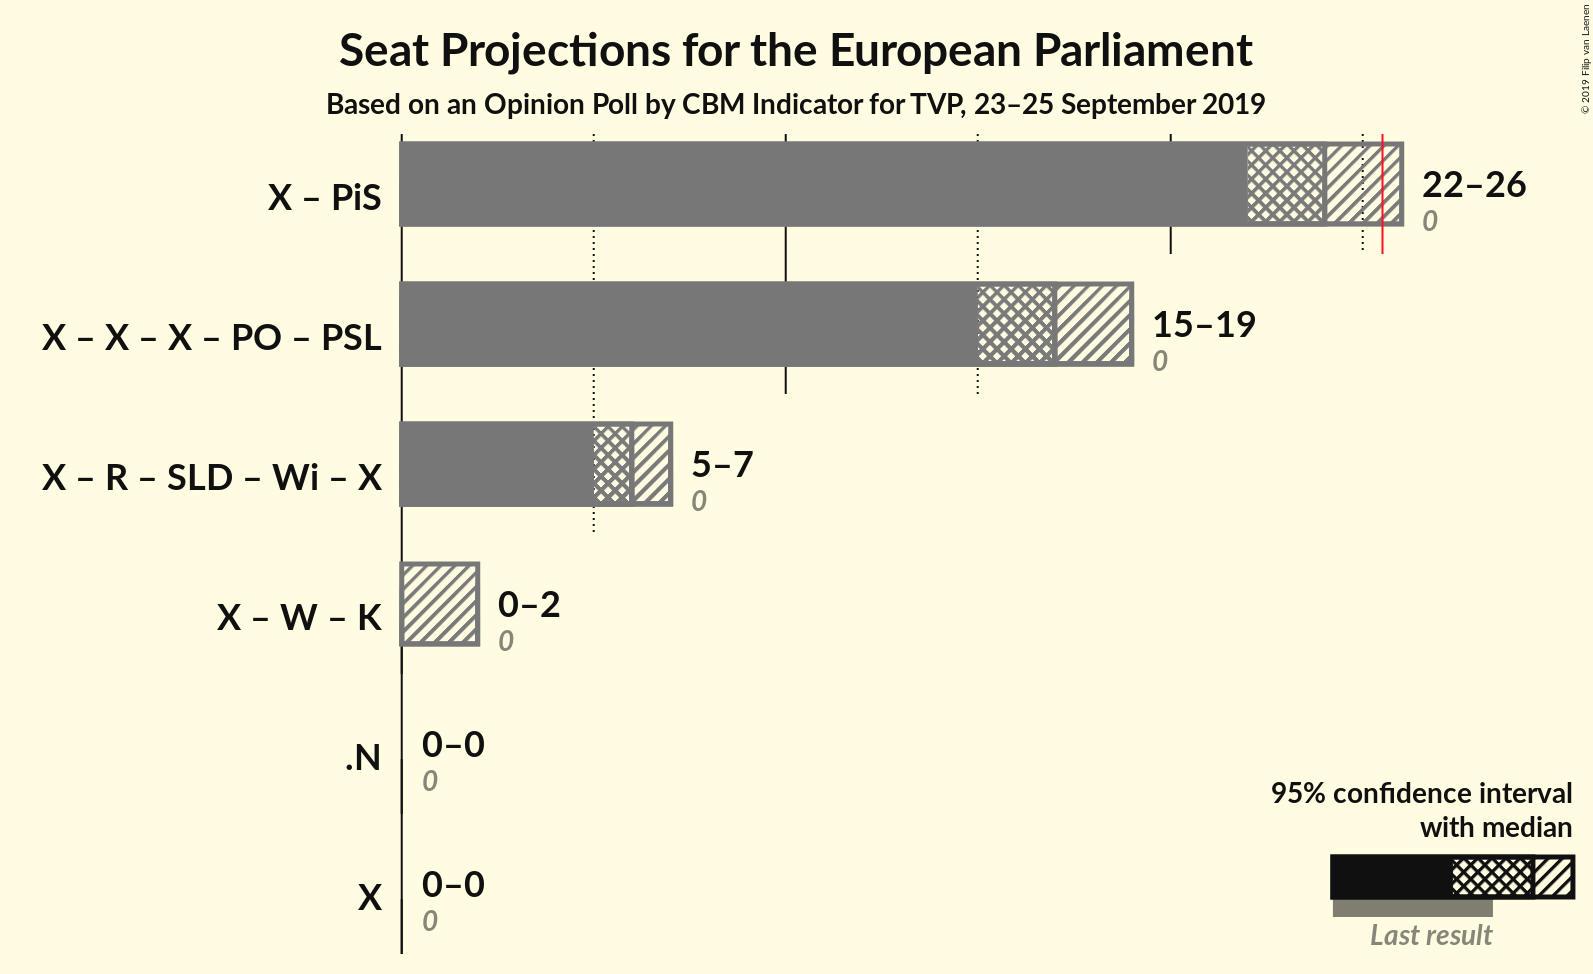 Seat Projections for the European Parliament
Based on an Opinion Poll by CBM Indicator for TVP, 23–25 September 2019
© 2019 Filip van Laenen
X – PiS
22–26
0
X – X – X – PO – PSL
15–19
0
X – R – SLD – Wi – X
5–7
0
X – W – K
0–2
0
.N
0–0
0
X
0–0
0
95% confidence interval
with median
Last result